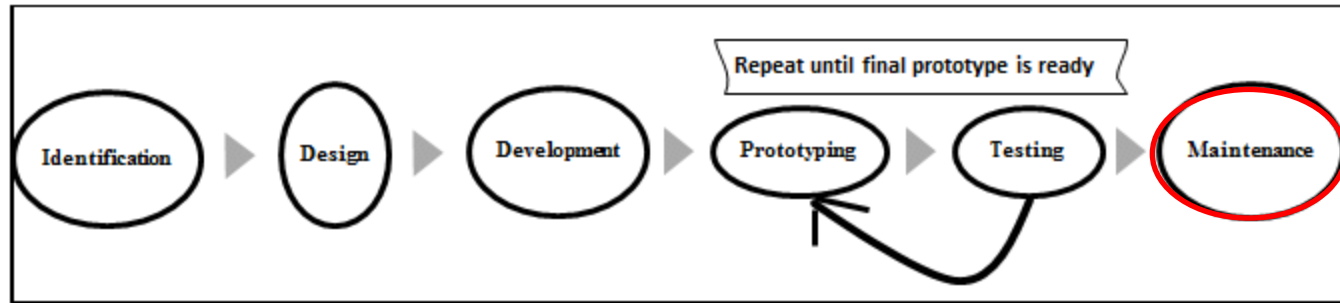 Repeat until final prototype is ready
Identification
Design
Development
Prototyping
Testing
Maintenance